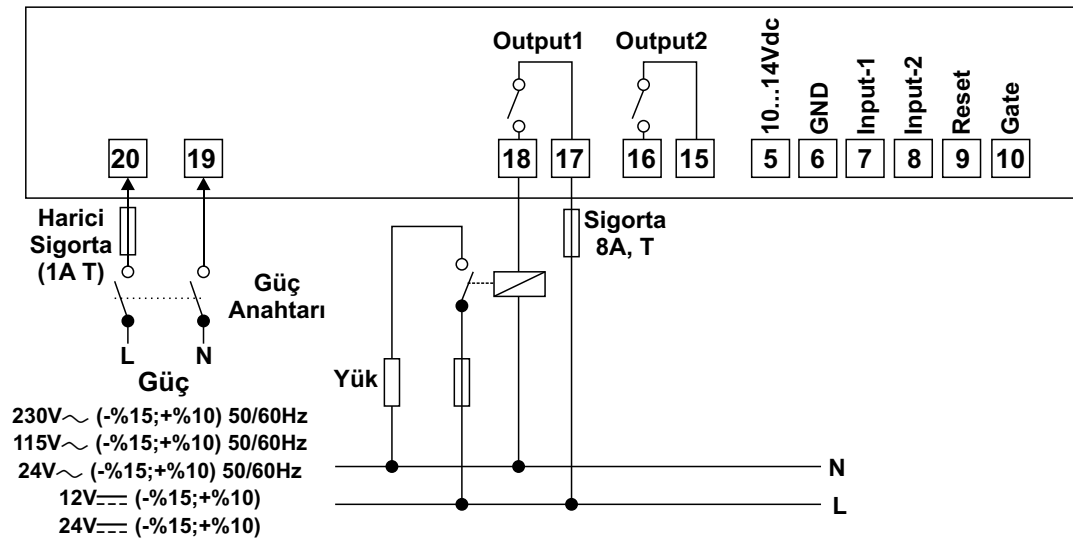 Output1
Output2
10...14Vdc
GND
Input-1
Input-2
Reset
Gate
20
19
18
17
16
15
5
6
7
8
9
10
Harici
Sigorta
(1A T)
Sigorta
8A, T
Güç
Anahtarı
L
N
Güç
Yük
230V~ (-%15;+%10) 50/60Hz
115V~ (-%15;+%10) 50/60Hz
24V~ (-%15;+%10) 50/60Hz
12V⎓ (-%15;+%10)
24V⎓ (-%15;+%10)
N
L